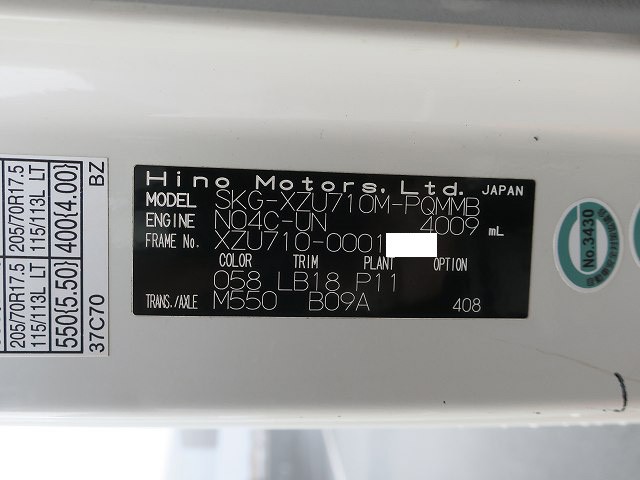 205/70R17.5
115/113L LT
400{4.00}
BZ
205/70R17.5
115/113L LT
550{5.50}
37C70
Hino Motors, Ltd. JAPAN
MODEL SKG-XZU710M-PQMMB
ENGINE N04C-UN 4009 mL
FRAME No. XZU710-0001
COLOR TRIM PLANT OPTION
058 LB18 P11
TRANS./AXLE M550 B09A 408
No.3430